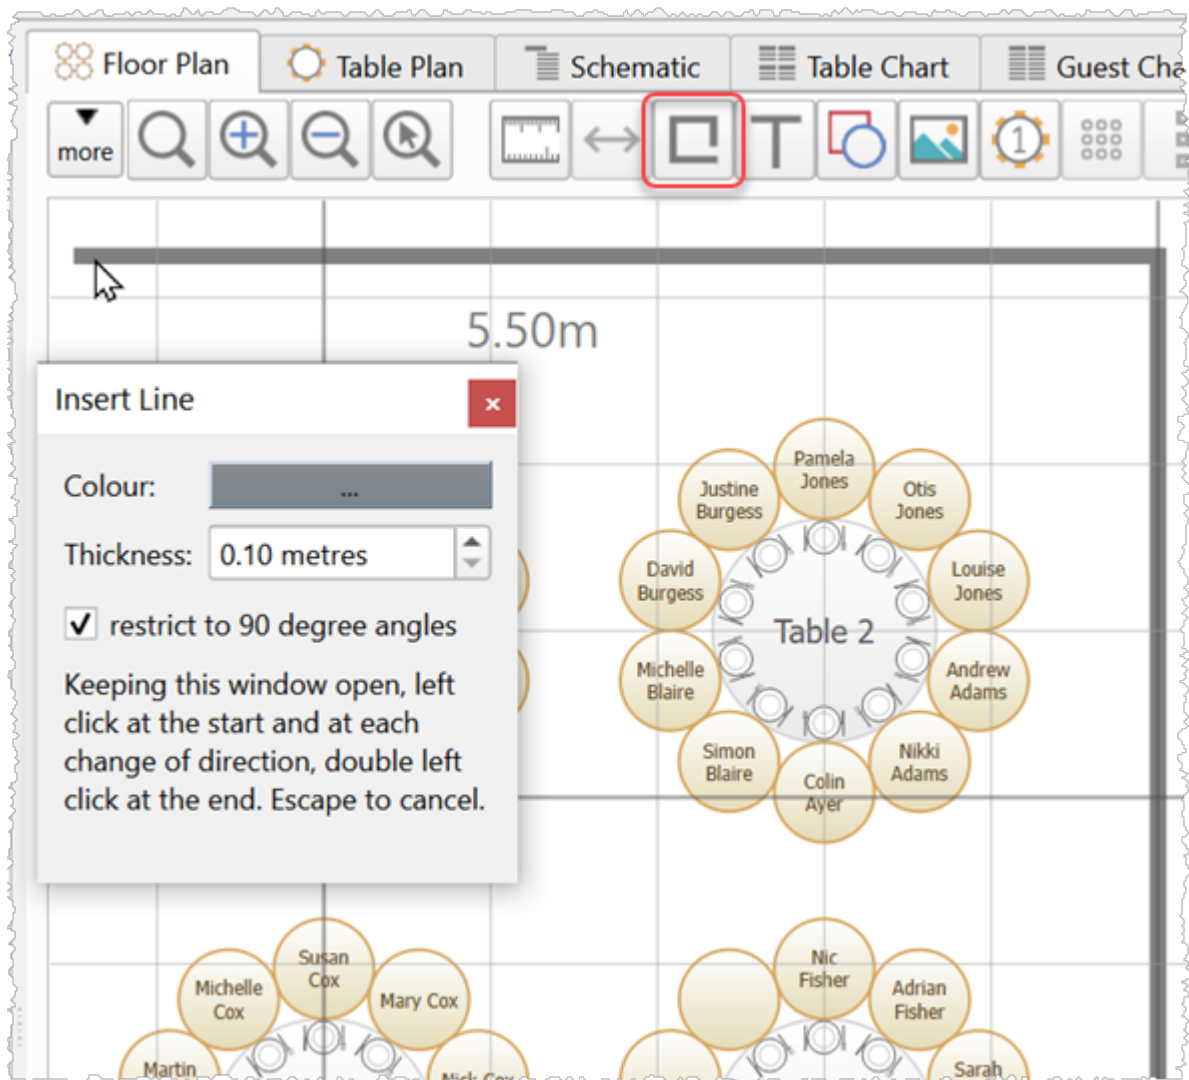 Floor Plan
Table Plan
Schematic
Table Chart
Guest Cha
more
1
5.50m
Insert Line
x
Colour:
...
Thickness: 0.10 metres
restrict to 90 degree angles
Keeping this window open, left
click at the start and at each
change of direction, double left
click at the end. Escape to cancel.
Pamela
Jones
Justine
Burgess
Otis
Jones
David
Burgess
Louise
Jones
Table 2
Michelle
Blaire
Andrew
Adams
Simon
Blaire
Nikki
Adams
Colin
Ayer
Susan
Cox
Michelle
Cox
Mary Cox
Martin
Nick Cox
Nic
Fisher
Adrian
Fisher
Sarah